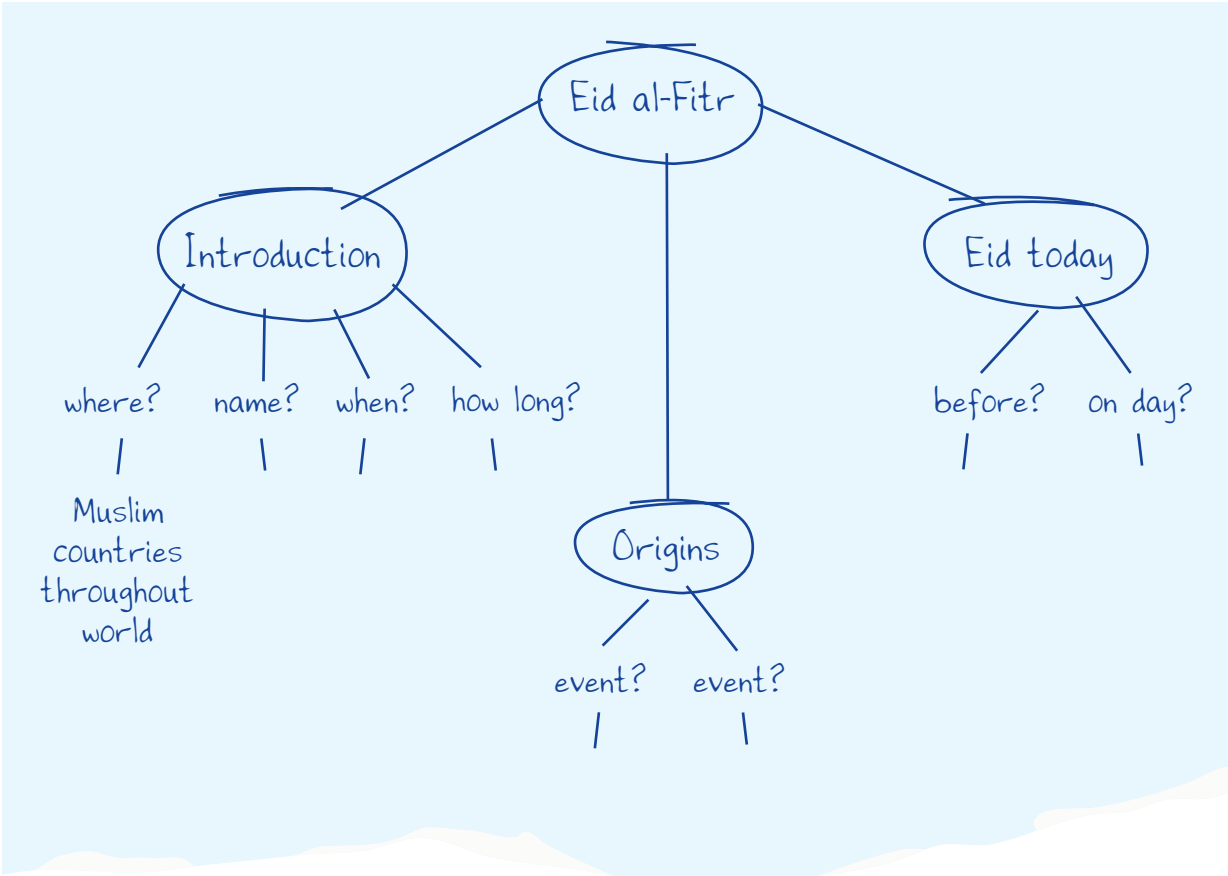 Eid al-Fitr
Introduction
Eid today
where?
name?
when?
how long?
before?
on day?
Muslim
countries
throughout
world
Origins
event?
event?